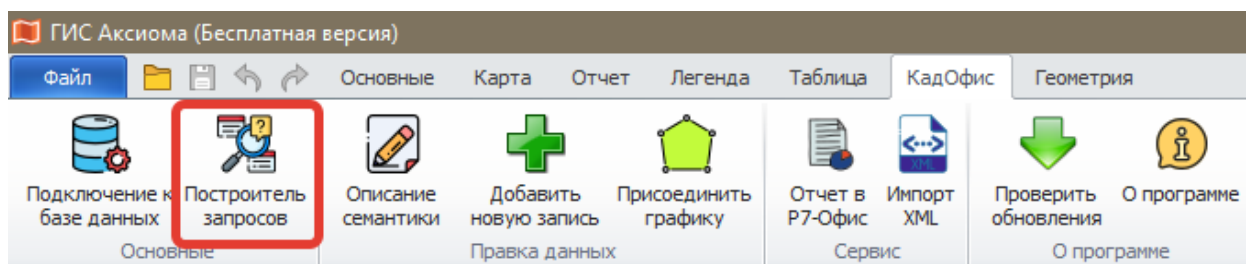 ГИС Аксиома (Бесплатная версия)
Файл Основные Карта Отчет Легенда Таблица КадОфис Геометрия
Подключение к Построитель Описание Добавить Присоединить Отчет в Импорт Проверить О программе
базе данных запросов семантики новую запись графику Р7-Офис XML обновления
Основные Правка данных Сервис О программе